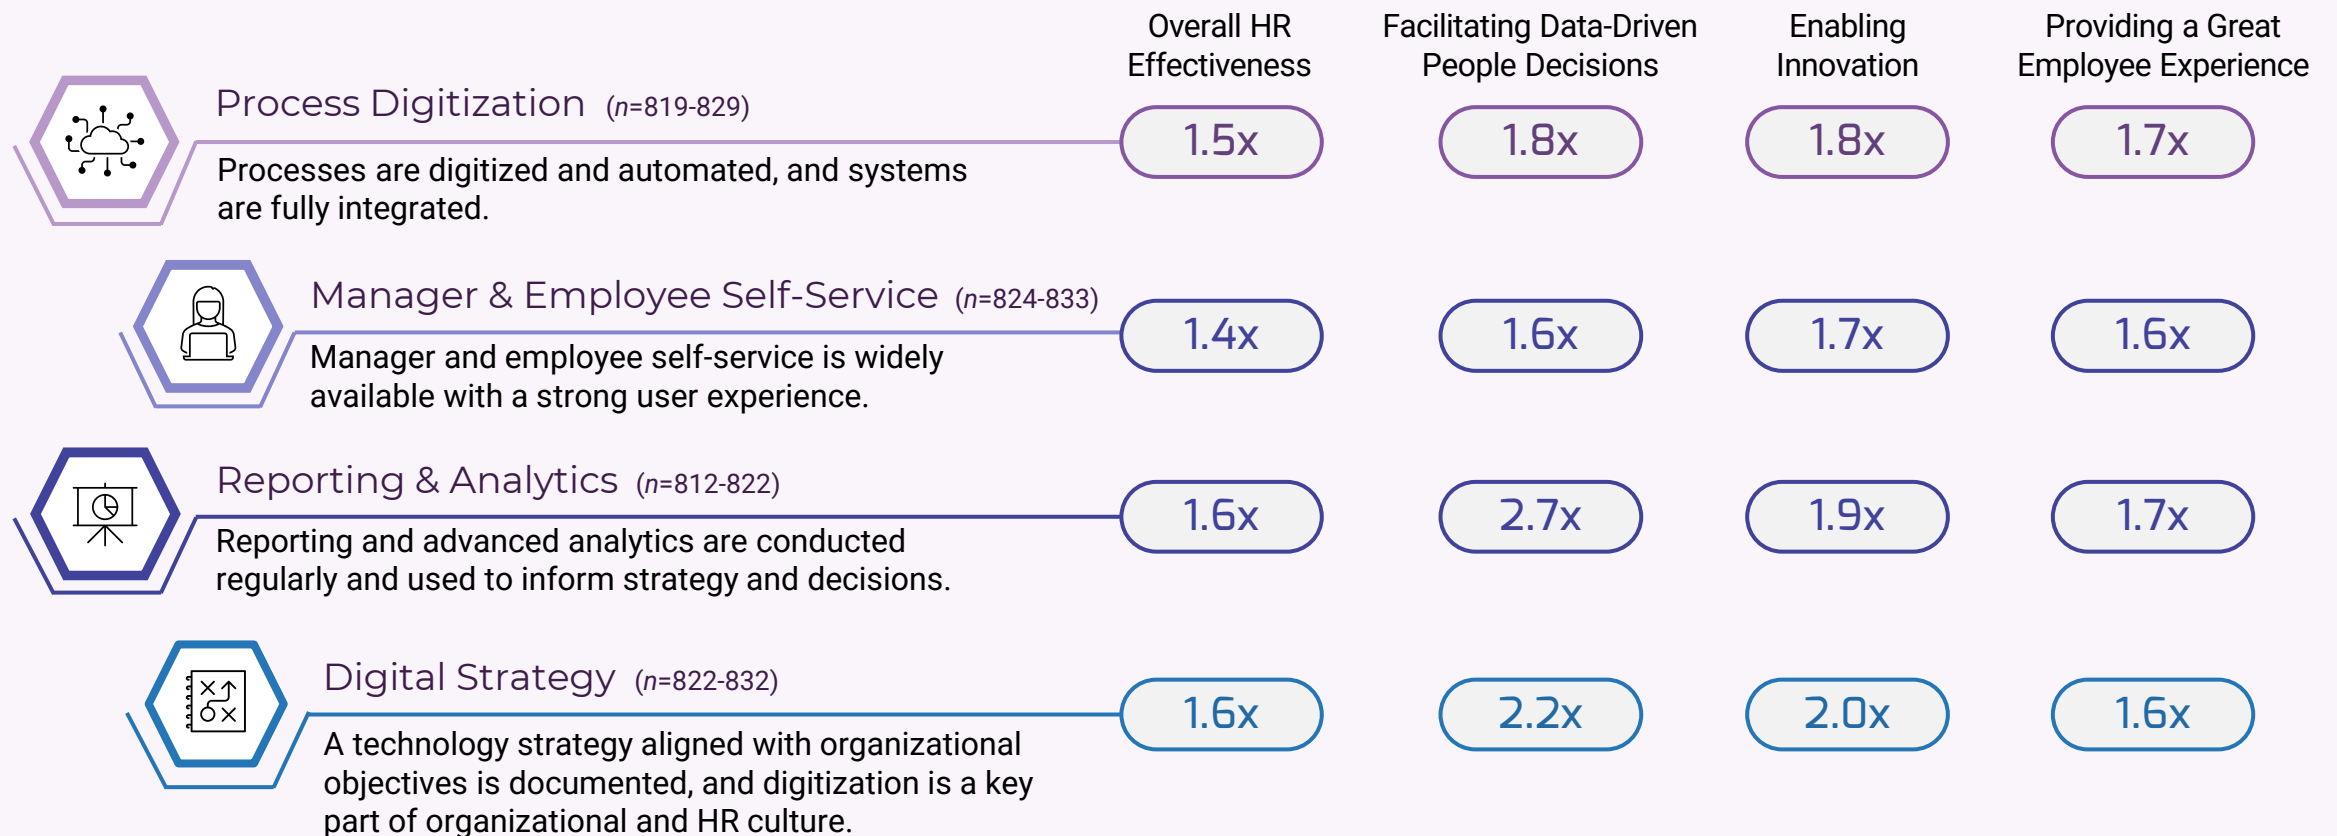 Overall HR
Effectiveness
Facilitating Data-Driven
People Decisions
Enabling
Innovation
Providing a Great
Employee Experience
Process Digitization (n=819-829)
Processes are digitized and automated, and systems
are fully integrated.
1.5x
1.8x
1.8x
1.7x
Manager & Employee Self-Service (n=824-833)
Manager and employee self-service is widely
available with a strong user experience.
1.4x
1.6x
1.7x
1.6x
Reporting & Analytics (n=812-822)
Reporting and advanced analytics are conducted
regularly and used to inform strategy and decisions.
1.6x
2.7x
1.9x
1.7x
Digital Strategy (n=822-832)
A technology strategy aligned with organizational
objectives is documented, and digitization is a key
part of organizational and HR culture.
1.6x
2.2x
2.0x
1.6x